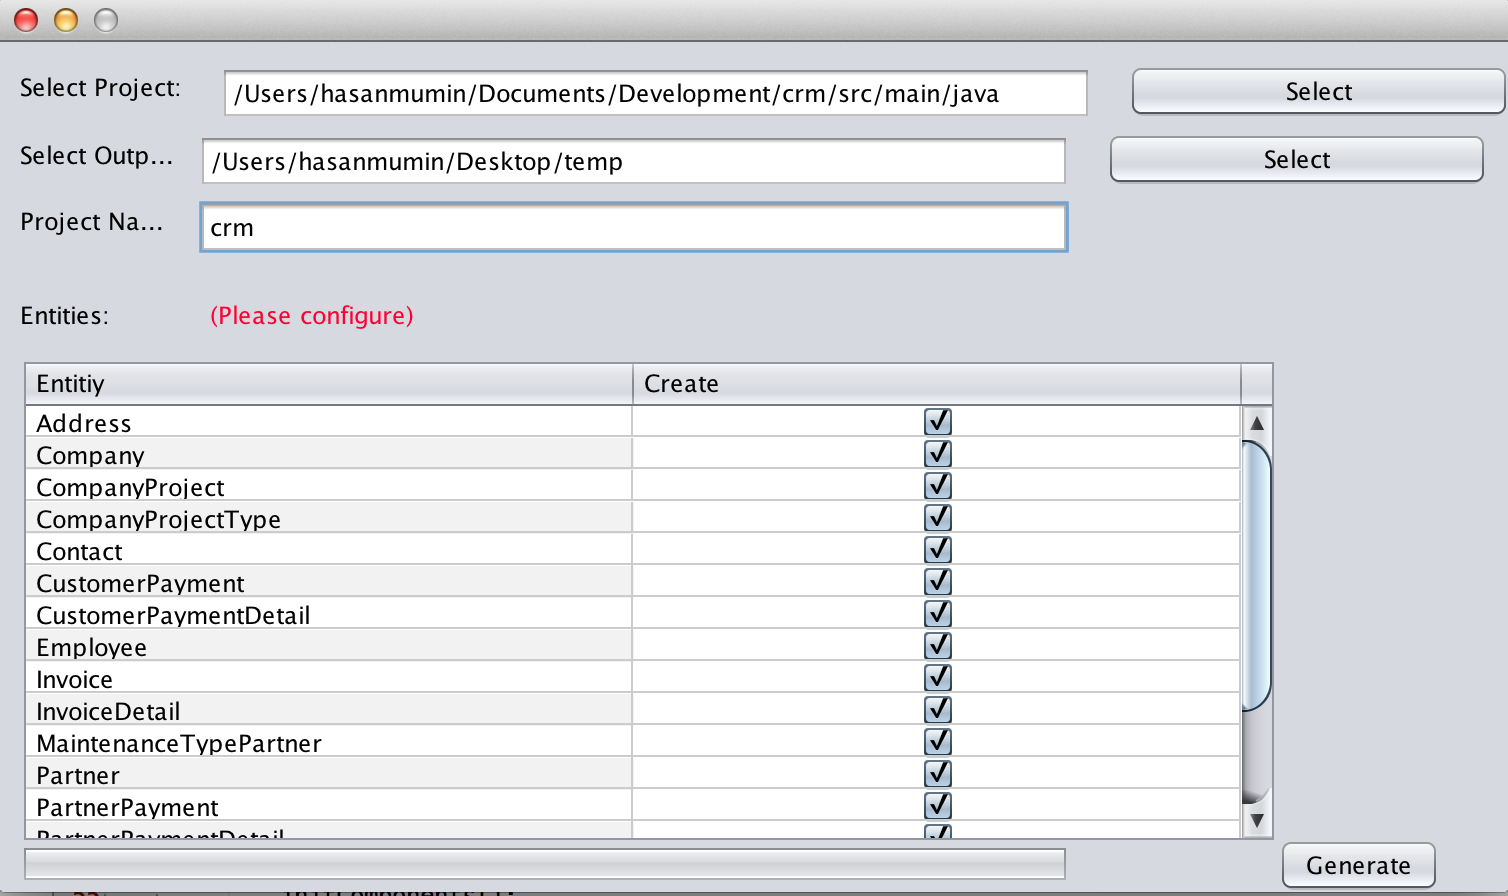 Select Project: /Users/hasanmumin/Documents/Development/crm/src/main/java Select
Select Outp... /Users/hasanmumin/Desktop/temp Select
Project Na... crm
Entities: (Please configure)
Entitiy Create
Address
Company
CompanyProject
CompanyProjectType
Contact
CustomerPayment
CustomerPaymentDetail
Employee
Invoice
InvoiceDetail
MaintenanceTypePartner
Partner
PartnerPayment
PartnerPaymentDetail
Generate